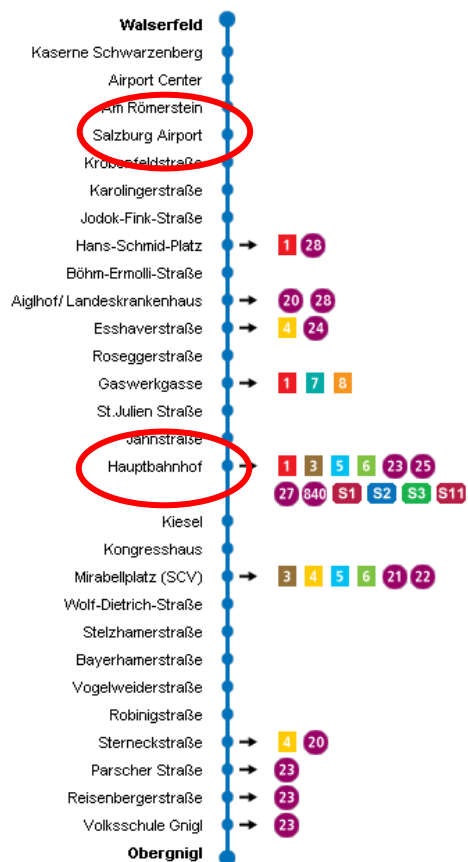 Walserfeld
Kaserne Schwarzenberg
Airport Center
Am Römerstein
Salzburg Airport
Kröbenfeldstraße
Karolingerstraße
Jodok-Fink-Straße
Hans-Schmid-Platz 1 28
Böhm-Ermolli-Straße
Aiglhof/ Landeskrankenhaus 20 28
Esshaverstraße 4 24
Roseggerstraße
Gaswerkgasse 1 7 8
St.Julien Straße
Jahnstraße
Hauptbahnhof 1 3 5 6 23 25
27 840 S1 S2 S3 S11
Kiesel
Kongresshaus
Mirabellplatz (SCV) 3 4 5 6 21 22
Wolf-Dietrich-Straße
Stelzhamerstraße
Bayerhamerstraße
Vogelweiderstraße
Robinigstraße
Sterneckstraße 4 20
Parscher Straße 23
Reisenbergerstraße 23
Volksschule Gnigl 23
Obergnigl